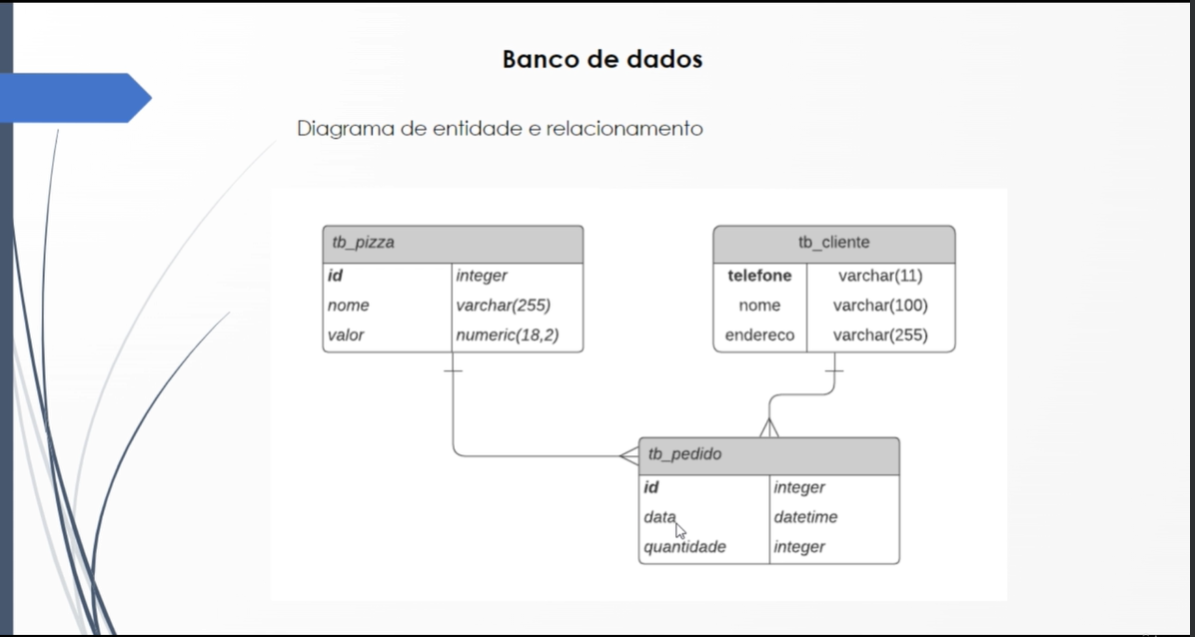 Banco de dados
Diagrama de entidade e relacionamento
tb_pizza
id integer
nome varchar(255)
valor numeric(18,2)
tb_cliente
telefone varchar(11)
nome varchar(100)
endereco varchar(255)
tb_pedido
id integer
data datetime
quantidade integer